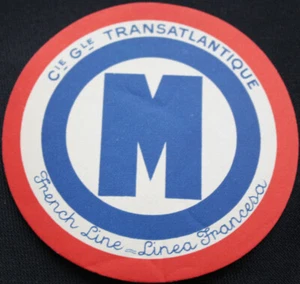 CIE GLE TRANSATLANTIQUE
M
French Line — Linea Francesa